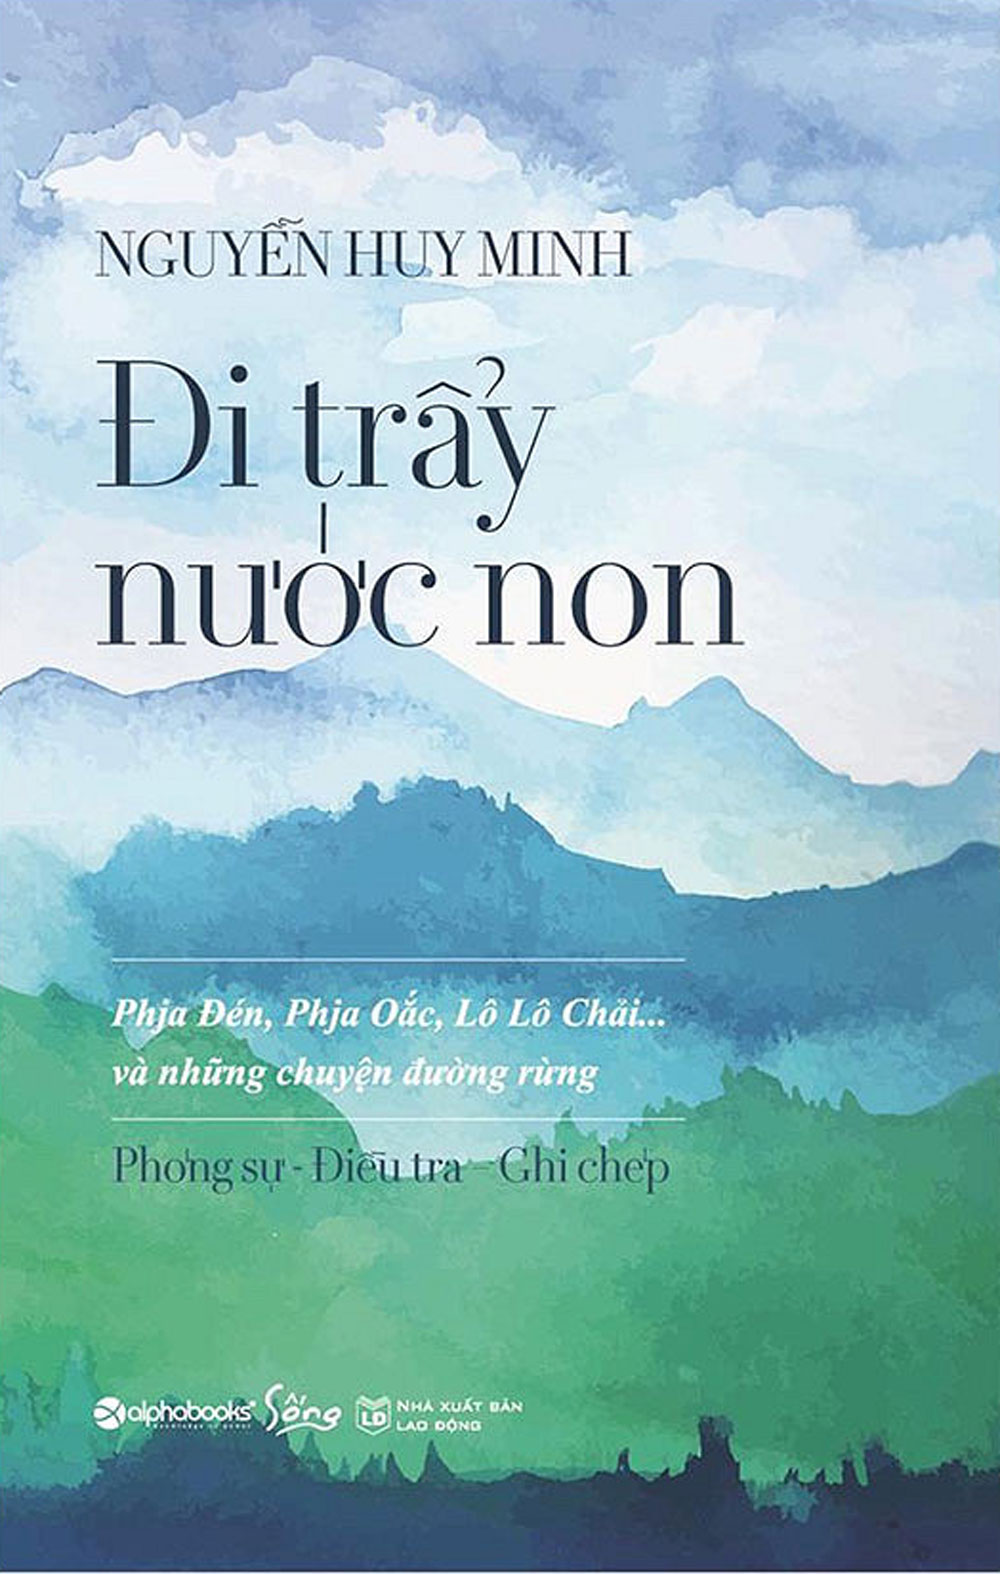 NGUYỄN HUY MINH
Đi trẩy
nước non
Phja Đén, Phja Oắc, Lô Lô Chải...
và những chuyện đường rừng
Phóng sự - Điều tra – Ghi chép
alphabooks®
Sống
NHÀ XUẤT BẢN
LAO ĐỘNG
LĐ